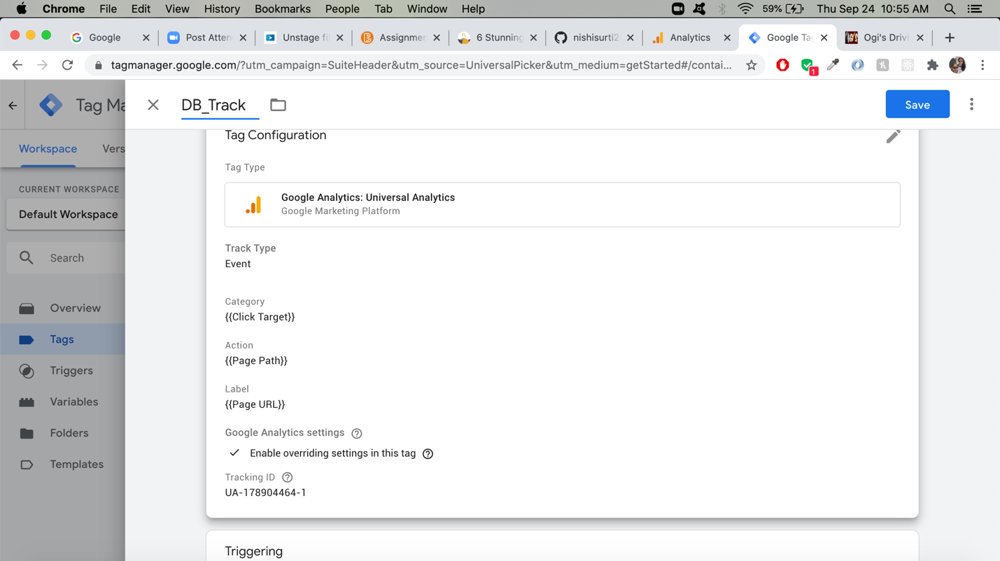 Chrome File Edit View History Bookmarks People Tab Window Help 59% Thu Sep 24 10:55 AM
Google Post Atten Unstage fi Assignmen 6 Stunning nishisurti2 Analytics Google Ta Ogi's Drivi
tagmanager.google.com/?utm_campaign=SuiteHeader&utm_source=UniversalPicker&utm_medium=getStarted#/contai...
1
Tag Ma
DB_Track
Save
Workspace Vers
CURRENT WORKSPACE
Default Workspace
Search
Overview
Tags
Triggers
Variables
Folders
Templates
Tag Configuration
Tag Type
Google Analytics: Universal Analytics
Google Marketing Platform
Track Type
Event
Category
{{Click Target}}
Action
{{Page Path}}
Label
{{Page URL}}
Google Analytics settings
Enable overriding settings in this tag
Tracking ID
UA-178904464-1
Triggering